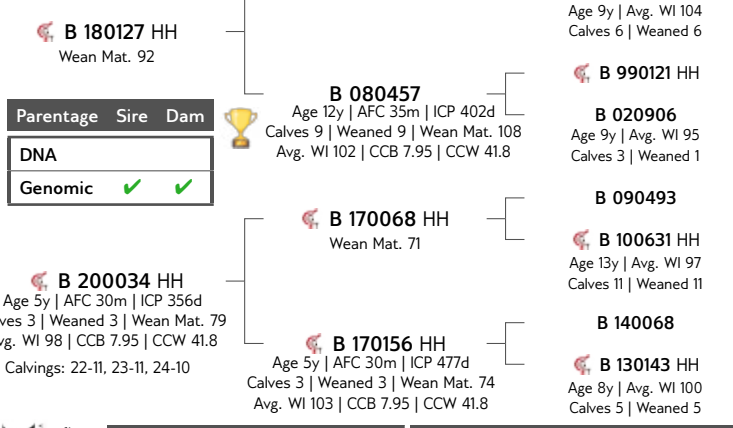 Age 9y | Avg. WI 104
Calves 6 | Weaned 6
B 180127 HH
Wean Mat. 92
B 990121 HH
B 080457
Age 12y | AFC 35m | ICP 402d
Calves 9 | Weaned 9 | Wean Mat. 108
Avg. WI 102 | CCB 7.95 | CCW 41.8
B 020906
Age 9y | Avg. WI 95
Calves 3 | Weaned 1
Parentage Sire Dam
DNA
Genomic ✔ ✔
B 090493
B 170068 HH
Wean Mat. 71
B 100631 HH
Age 13y | Avg. WI 97
Calves 11 | Weaned 11
B 200034 HH
Age 5y | AFC 30m | ICP 356d
ves 3 | Weaned 3 | Wean Mat. 79
vg. WI 98 | CCB 7.95 | CCW 41.8
Calvings: 22-11, 23-11, 24-10
B 140068
B 170156 HH
Age 5y | AFC 30m | ICP 477d
Calves 3 | Weaned 3 | Wean Mat. 74
Avg. WI 103 | CCB 7.95 | CCW 41.8
B 130143 HH
Age 8y | Avg. WI 100
Calves 5 | Weaned 5